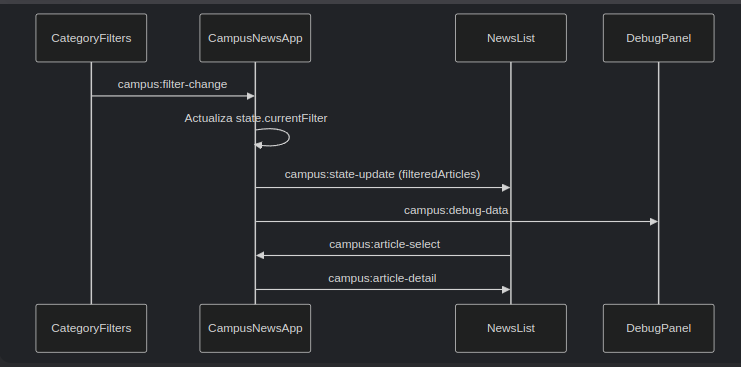 CategoryFilters
CampusNewsApp
NewsList
DebugPanel
campus:filter-change
Actualiza state.currentFilter
campus:state-update (filteredArticles)
campus:debug-data
campus:article-select
campus:article-detail
CategoryFilters
CampusNewsApp
NewsList
DebugPanel